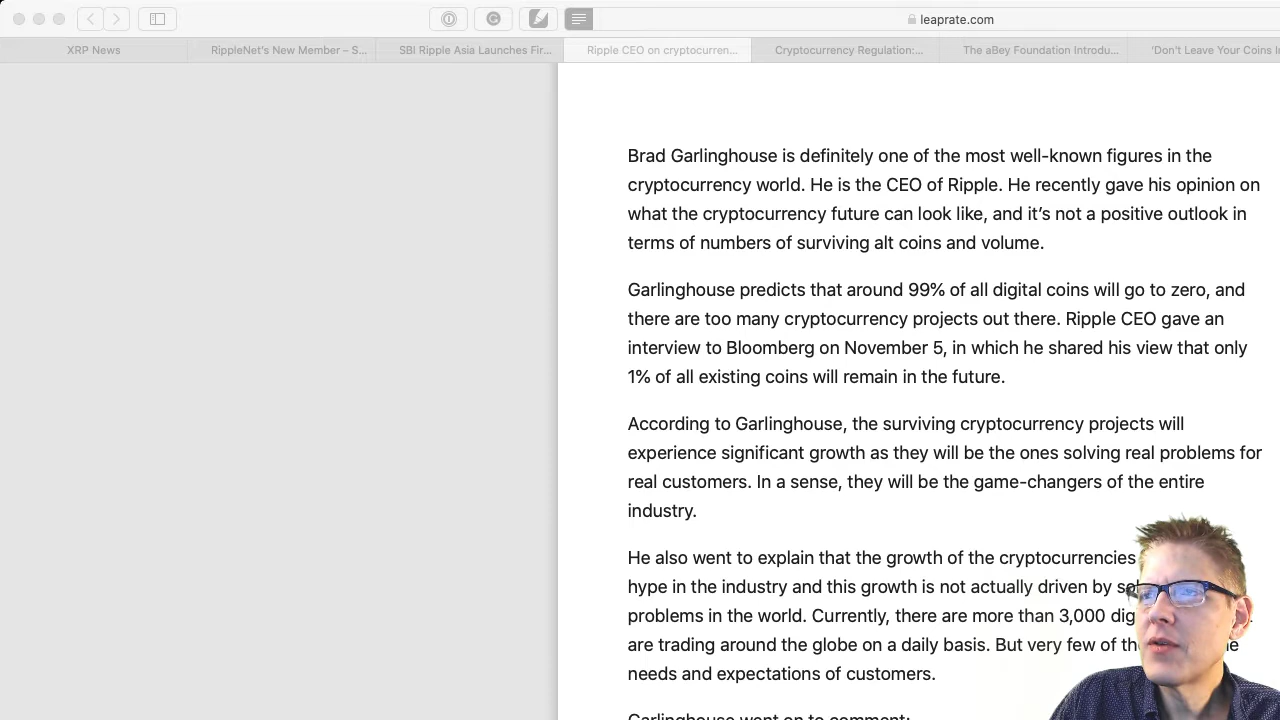 leaprate.com
XRP News
RippleNet's New Member – S...
SBI Ripple Asia Launches Fir...
Ripple CEO on cryptocurren...
Cryptocurrency Regulation:...
The aBey Foundation Introdu...
'Don't Leave Your Coins
Brad Garlinghouse is definitely one of the most well-known figures in the
cryptocurrency world. He is the CEO of Ripple. He recently gave his opinion on
what the cryptocurrency future can look like, and it’s not a positive outlook in
terms of numbers of surviving alt coins and volume.
Garlinghouse predicts that around 99% of all digital coins will go to zero, and
there are too many cryptocurrency projects out there. Ripple CEO gave an
interview to Bloomberg on November 5, in which he shared his view that only
1% of all existing coins will remain in the future.
According to Garlinghouse, the surviving cryptocurrency projects will
experience significant growth as they will be the ones solving real problems for
real customers. In a sense, they will be the game-changers of the entire
industry.
He also went to explain that the growth of the cryptocurrencies
hype in the industry and this growth is not actually driven by
problems in the world. Currently, there are more than 3,000
are trading around the globe on a daily basis. But very few of
needs and expectations of customers.
Garlinghouse went on to comment: